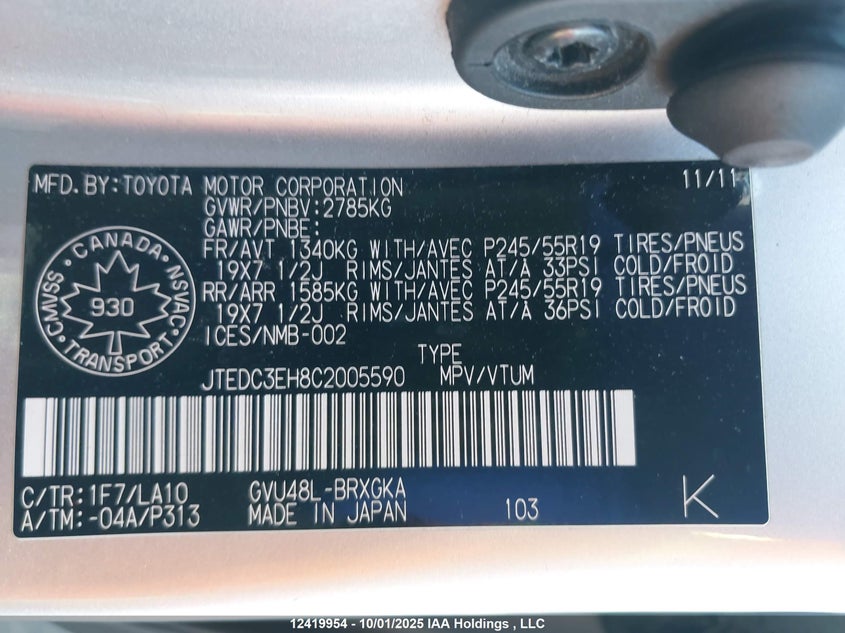 MFD. BY: TOYOTA MOTOR CORPORATION 11/11
GVWR/PNBV: 2785KG
GAWR/PNBE:
FR/AVT 1340KG WITH/AVEC P245/55R19 TIRES/PNEUS
19X7 1/2J RIMS/JANTES AT/À 33PSI COLD/FROID
RR/ARR 1585KG WITH/AVEC P245/55R19 TIRES/PNEUS
19X7 1/2J RIMS/JANTES AT/À 36PSI COLD/FROID
ICES/NMB-002
CANADA
CMVSS NSVAC
930
TRANSPORT
TYPE
JTEDC3EH8C2005590 MPV/VTUM
C/TR: 1F7/LA10 GVU48L-BRXGKA
A/TM: -04A/P313 MADE IN JAPAN 103 K
12419954 - 10/01/2025 IAA Holdings , LLC